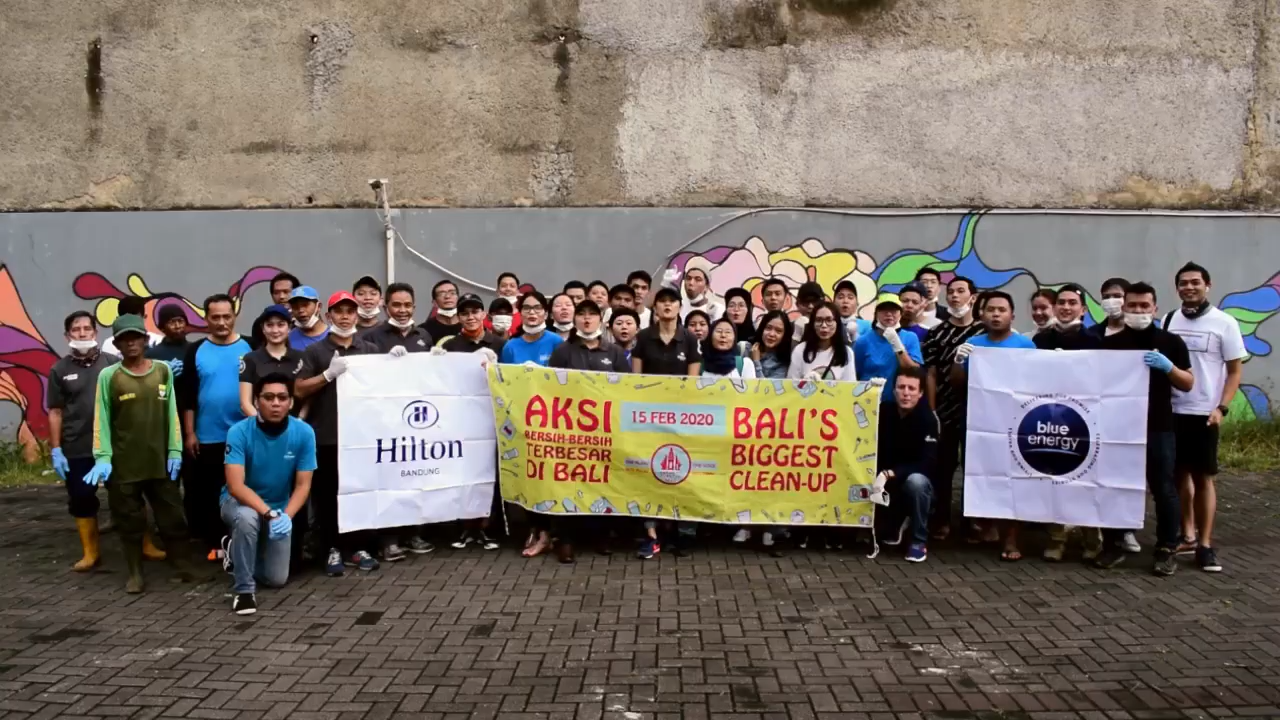 Hilton
BANDUNG
AKSI
BERSIH-BERSIH
TERBESAR
DI BALI
15 FEB 2020
BALI'S
BIGGEST
CLEAN-UP
blue
energy